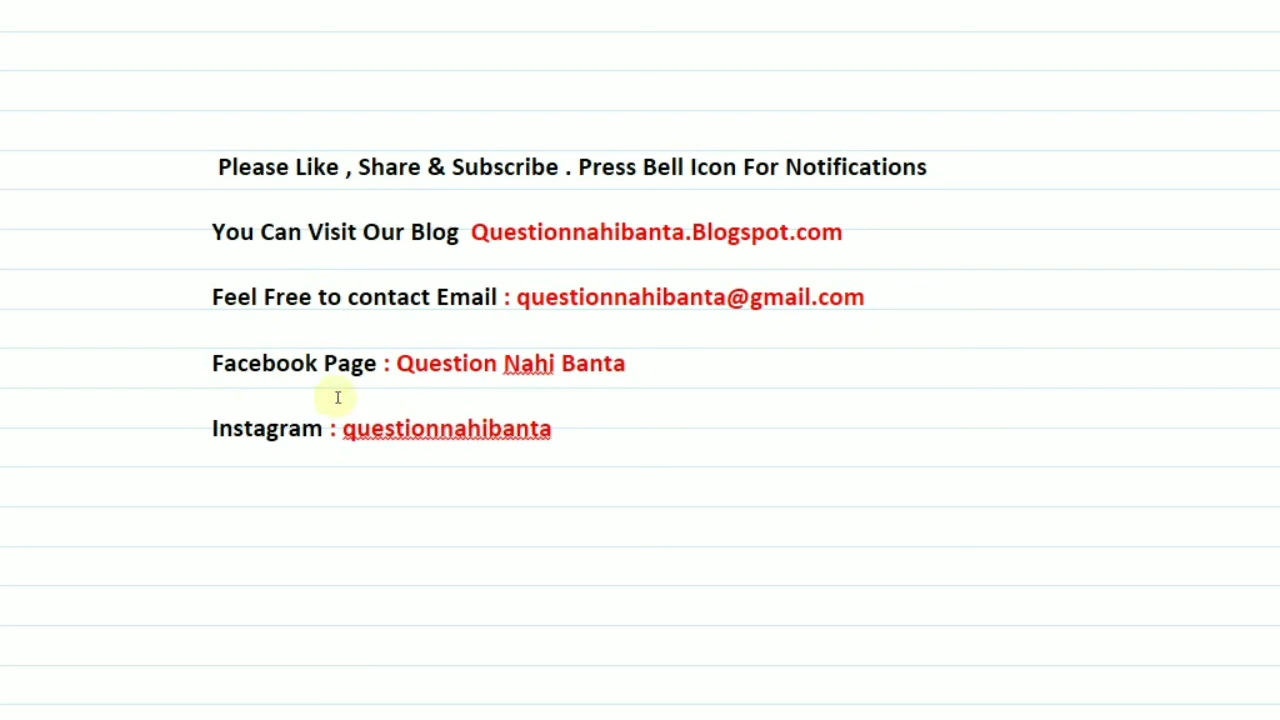 Please Like , Share & Subscribe . Press Bell Icon For Notifications
You Can Visit Our Blog Questionnahibanta.Blogspot.com
Feel Free to contact Email : questionnahibanta@gmail.com
Facebook Page : Question Nahi Banta
Instagram : questionnahibanta